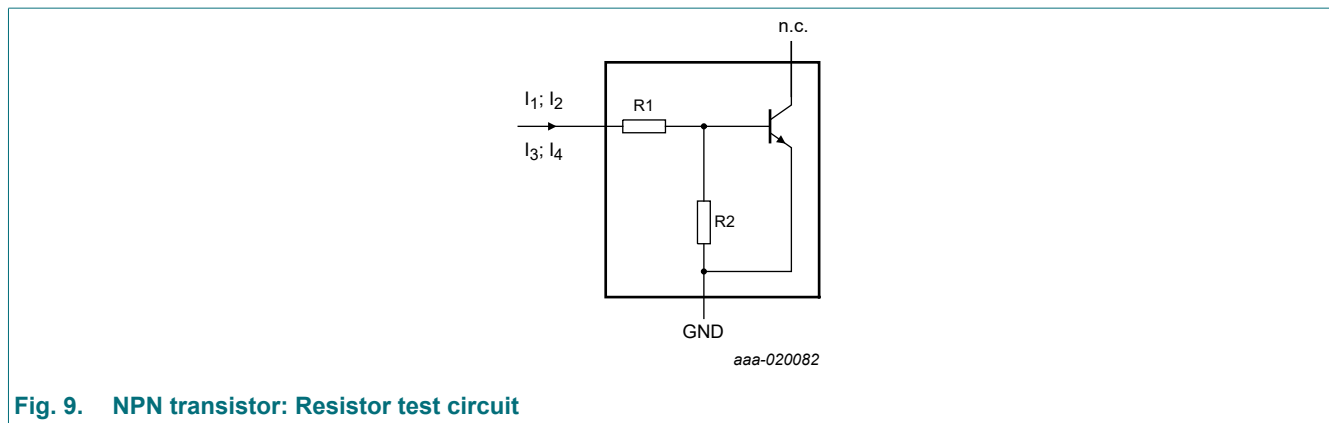 n.c.
I1; I2
R1
I3; I4
R2
GND
aaa-020082
Fig. 9. NPN transistor: Resistor test circuit